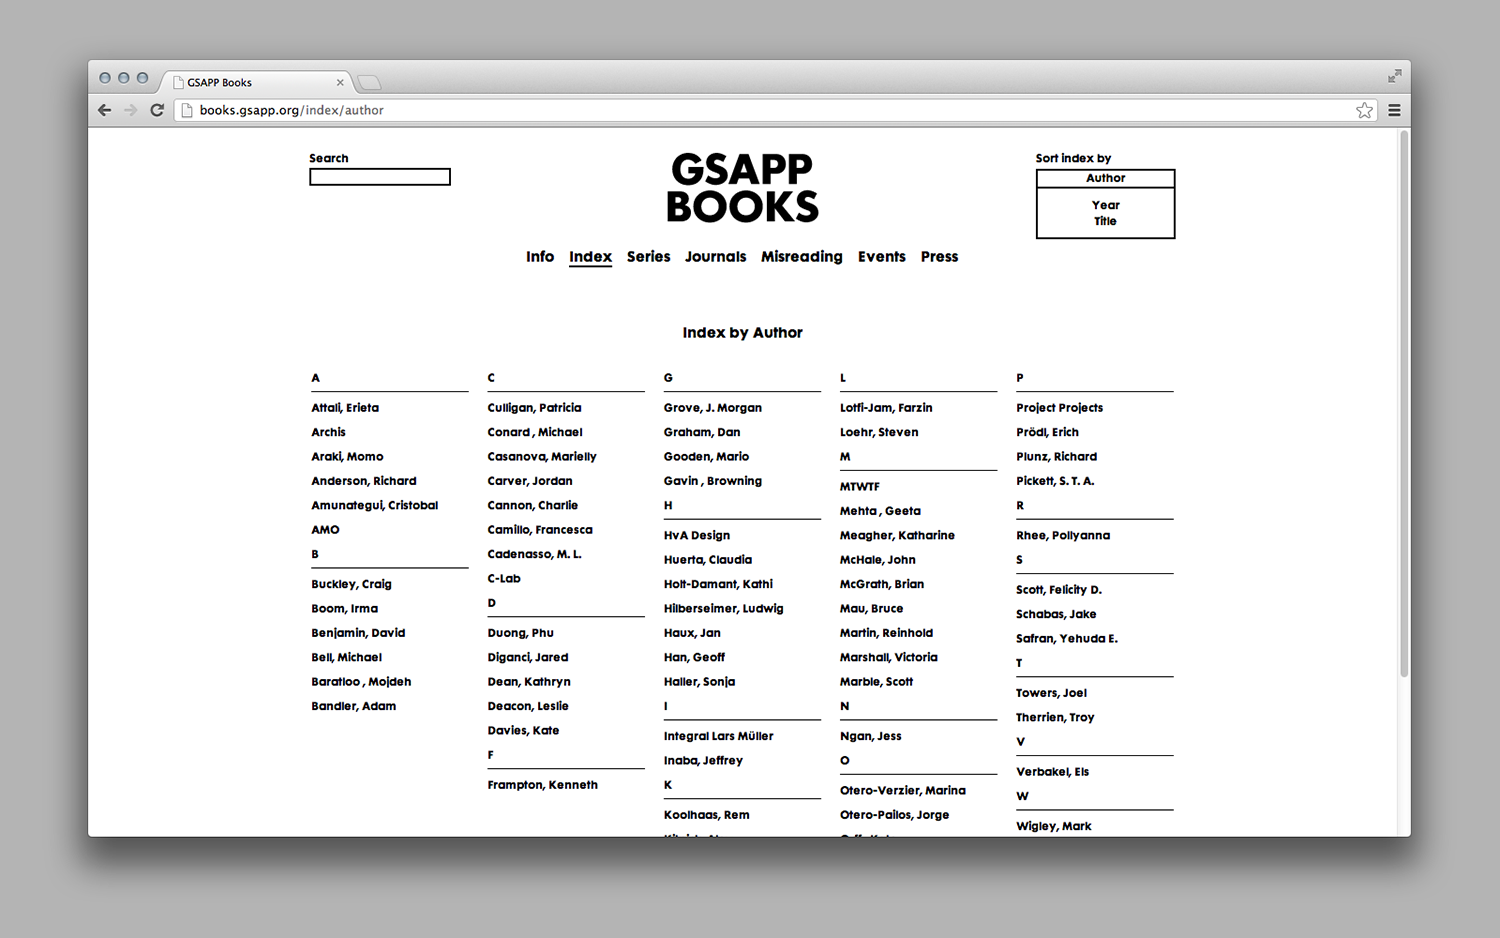 GSAPP Books
books.gsapp.org/index/author
Search
GSAPP
BOOKS
Sort index by
Author
Year
Title
Info Index Series Journals Misreading Events Press
Index by Author
A
Attali, Erieta
Archis
Araki, Momo
Anderson, Richard
Amunategui, Cristobal
AMO
B
Buckley, Craig
Boom, Irma
Benjamin, David
Bell, Michael
Baratloo , Mojdeh
Bandler, Adam
C
Culligan, Patricia
Conard , Michael
Casanova, Marielly
Carver, Jordan
Cannon, Charlie
Camillo, Francesca
Cadenasso, M. L.
C-Lab
D
Duong, Phu
Diganci, Jared
Dean, Kathryn
Deacon, Leslie
Davies, Kate
F
Frampton, Kenneth
G
Grove, J. Morgan
Graham, Dan
Gooden, Mario
Gavin , Browning
H
HvA Design
Huerta, Claudia
Holt-Damant, Kathi
Hilberseimer, Ludwig
Haux, Jan
Han, Geoff
Haller, Sonja
I
Integral Lars Müller
Inaba, Jeffrey
K
Koolhaas, Rem
L
Lotfi-Jam, Farzin
Loehr, Steven
M
MTWTF
Mehta , Geeta
Meagher, Katharine
McHale, John
McGrath, Brian
Mau, Bruce
Martin, Reinhold
Marshall, Victoria
Marble, Scott
N
Ngan, Jess
O
Otero-Verzier, Marina
Otero-Pailos, Jorge
P
Project Projects
Prödl, Erich
Plunz, Richard
Pickett, S. T. A.
R
Rhee, Pollyanna
S
Scott, Felicity D.
Schabas, Jake
Safran, Yehuda E.
T
Towers, Joel
Therrien, Troy
V
Verbakel, Els
W
Wigley, Mark